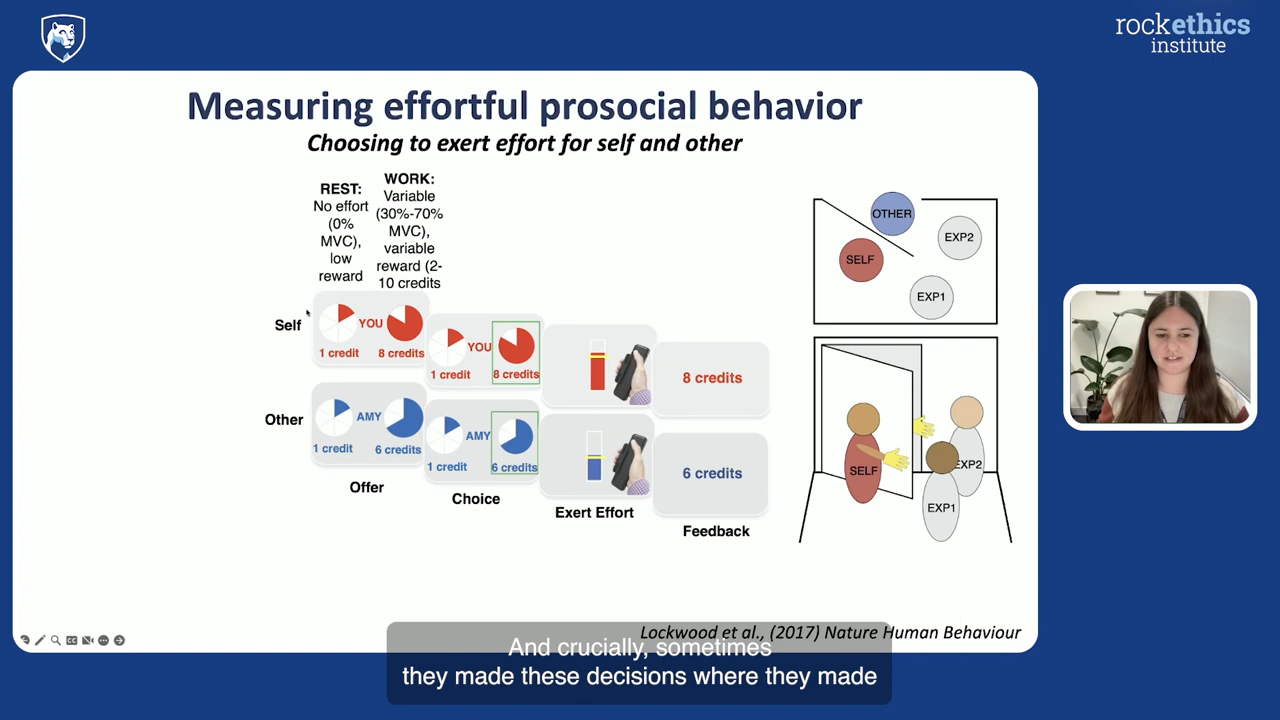 rockethics
institute
Measuring effortful prosocial behavior
Choosing to exert effort for self and other
REST:
No effort
(0%
MVC),
low
reward
WORK:
Variable
(30%-70%
MVC),
variable
reward (2-
10 credits
Self
YOU
1 credit
8 credits
YOU
1 credit
8 credits
8 credits
Other
AMY
1 credit
6 credits
AMY
1 credit
6 credits
6 credits
Offer
Choice
Exert Effort
Feedback
OTHER
SELF
EXP2
EXP1
SELF
EXP2
EXP1
Lockwood et al., (2017) Nature Human Behaviour
And crucially, sometimes
they made these decisions where they made